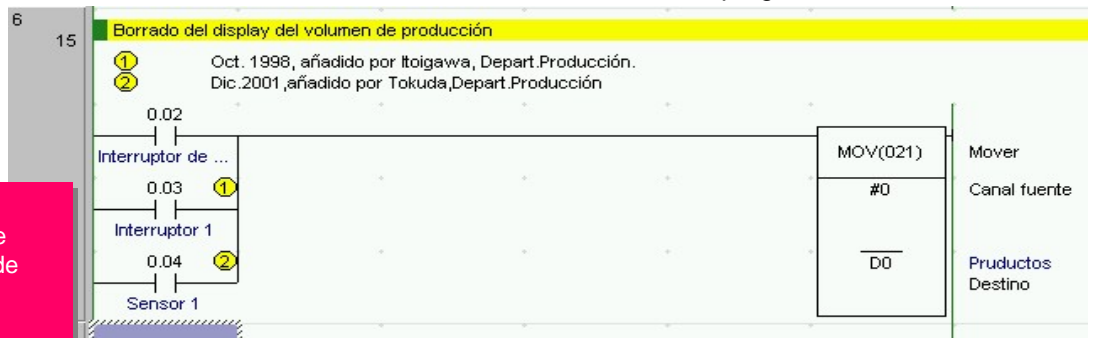 6
15
Borrado del display del volumen de producción
1 Oct. 1998, añadido por Itoigawwa, Depart.Producción.
2 Dic.2001 ,añadido por Tokuda,Depart.Producción
0.02
Interruptor de ...
MOV(021) Mover
0.03 1
#0 Canal fuente
Interruptor 1
0.04 2
D0 Pruductos
Destino
Sensor 1